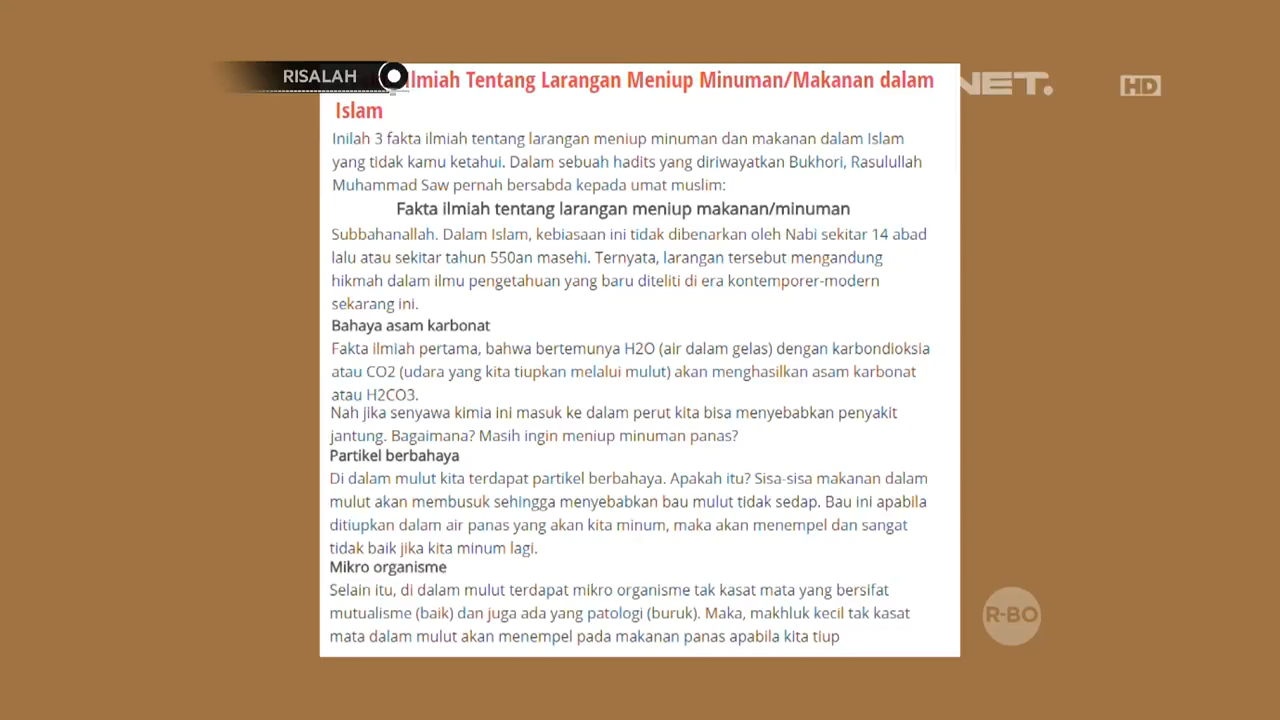 RISALAH
Ilmiah Tentang Larangan Meniup Minuman/Makanan dalam
Islam
NET.
HD
Inilah 3 fakta ilmiah tentang larangan meniup minuman dan makanan dalam Islam
yang tidak kamu ketahui. Dalam sebuah hadits yang diriwayatkan Bukhori, Rasulullah
Muhammad Saw pernah bersabda kepada umat muslim:
Fakta ilmiah tentang larangan meniup makanan/minuman
Subbahanallah. Dalam Islam, kebiasaan ini tidak dibenarkan oleh Nabi sekitar 14 abad
lalu atau sekitar tahun 550an masehi. Ternyata, larangan tersebut mengandung
hikmah dalam ilmu pengetahuan yang baru diteliti di era kontemporer-modern
sekarang ini.
Bahaya asam karbonat
Fakta ilmiah pertama, bahwa bertemunya H2O (air dalam gelas) dengan karbondioksia
atau CO2 (udara yang kita tiupkan melalui mulut) akan menghasilkan asam karbonat
atau H2CO3.
Nah jika senyawa kimia ini masuk ke dalam perut kita bisa menyebabkan penyakit
jantung. Bagaimana? Masih ingin meniup minuman panas?
Partikel berbahaya
Di dalam mulut kita terdapat partikel berbahaya. Apakah itu? Sisa-sisa makanan dalam
mulut akan membusuk sehingga menyebabkan bau mulut tidak sedap. Bau ini apabila
ditiupkan dalam air panas yang akan kita minum, maka akan menempel dan sangat
tidak baik jika kita minum lagi.
Mikro organisme
Selain itu, di dalam mulut terdapat mikro organisme tak kasat mata yang bersifat
mutualisme (baik) dan juga ada yang patologi (buruk). Maka, makhluk kecil tak kasat
mata dalam mulut akan menempel pada makanan panas apabila kita tiup
R-BO